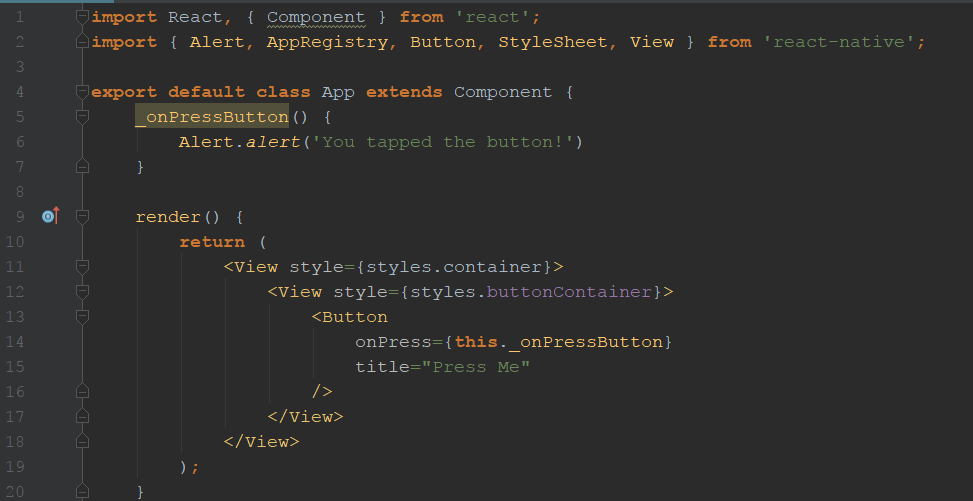 1 import React, { Component } from 'react';
2 import { Alert, AppRegistry, Button, StyleSheet, View } from 'react-native';
3
4 export default class App extends Component {
5     _onPressButton() {
6         Alert.alert('You tapped the button!')
7     }
8
9     render() {
10         return (
11             <View style={styles.container}>
12                 <View style={styles.buttonContainer}>
13                     <Button
14                         onPress={this._onPressButton}
15                         title="Press Me"
16                     />
17                 </View>
18             </View>
19         );
20     }